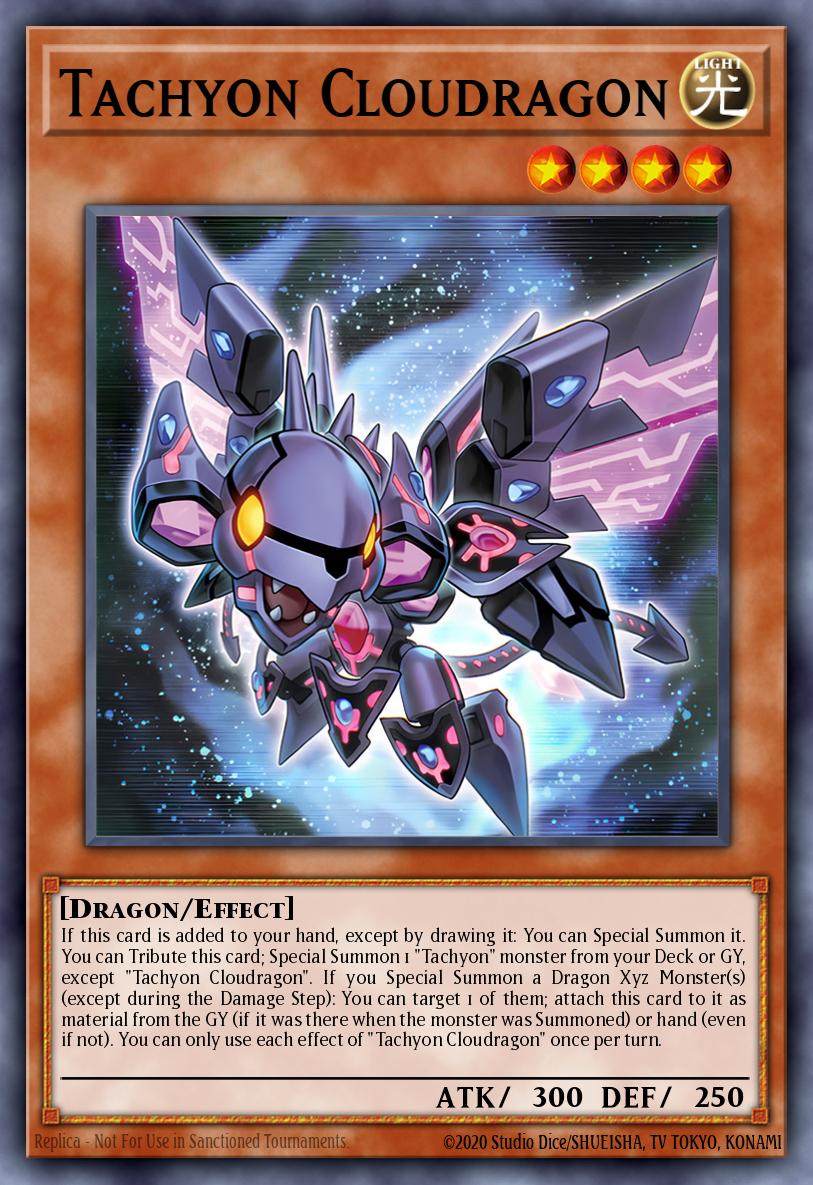 TACHYON CLOUDRAGON
LIGHT
光
[DRAGON/EFFECT]
If this card is added to your hand, except by drawing it: You can Special Summon it.
You can Tribute this card; Special Summon 1 "Tachyon" monster from your Deck or GY,
except "Tachyon Cloudragon". If you Special Summon a Dragon Xyz Monster(s)
(except during the Damage Step): You can target 1 of them; attach this card to it as
material from the GY (if it was there when the monster was Summoned) or hand (even
if not). You can only use each effect of "Tachyon Cloudragon" once per turn.
ATK/ 300 DEF/ 250
Replica - Not For Use in Sanctioned Tournaments.
©2020 Studio Dice/SHUEISHA, TV TOKYO, KONAMI